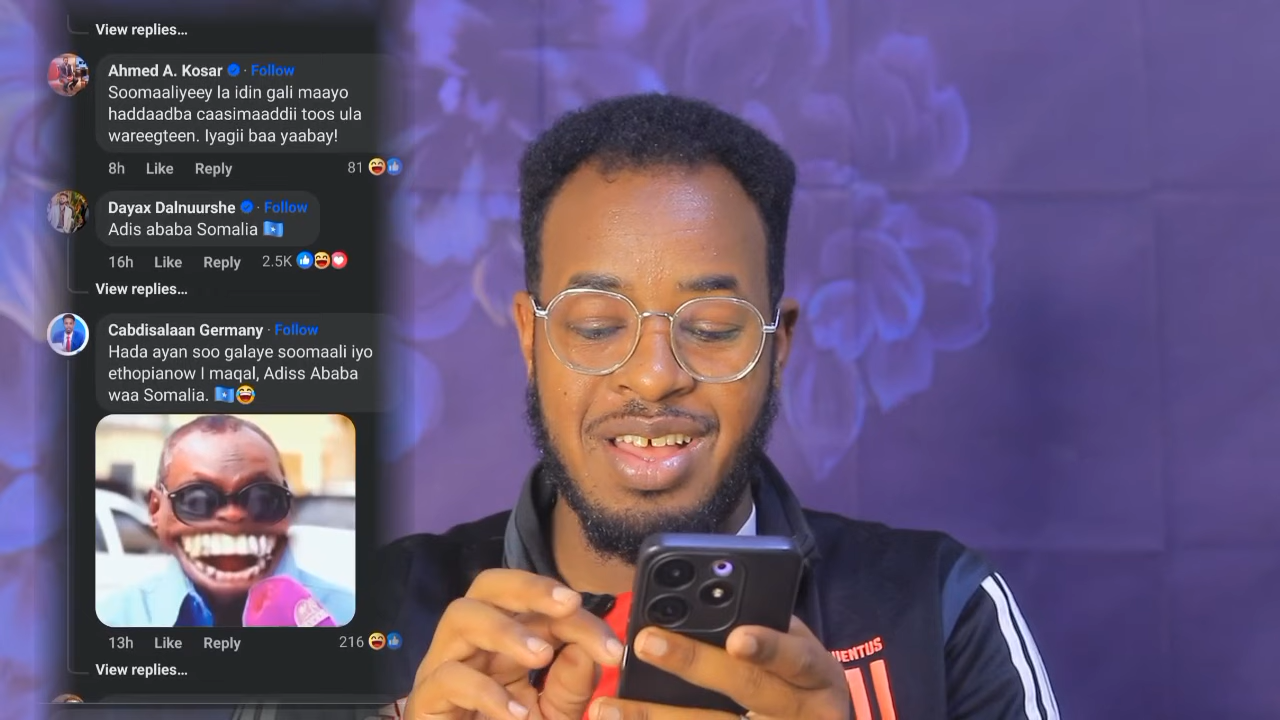 View replies...
Ahmed A. Kosar · Follow
Soomaaliyeey la idin gali maayo
haddaadba caasimaaddii toos ula
wareegteen. Iyagii baa yaabay!
8h Like Reply 81
Dayax Dalnuurshe · Follow
Adis ababa Somalia 🇸🇴
16h Like Reply 2.5K
View replies...
Cabdisalaan Germany · Follow
Hada ayan soo galaye soomaali iyo
ethopianow l maqal, Adiss Ababa
waa Somalia. 🇸🇴😂
13h Like Reply 216
View replies...